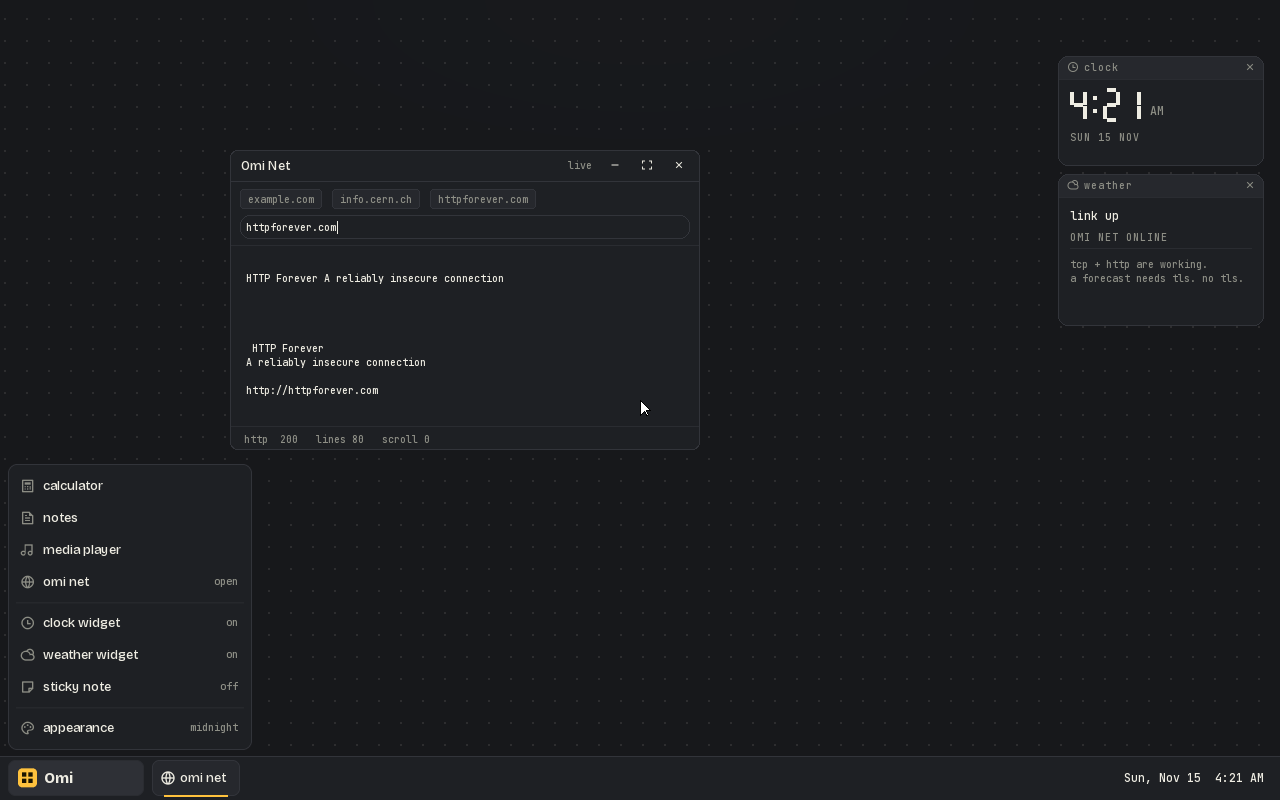 clock
4:21 AM
SUN 15 NOV
Omi Net live
example.com info.cern.ch httpforever.com
httpforever.com
HTTP Forever A reliably insecure connection
HTTP Forever
A reliably insecure connection
http://httpforever.com
http 200 lines 80 scroll 0
weather
link up
OMI NET ONLINE
tcp + http are working.
a forecast needs tls. no tls.
calculator
notes
media player
omi net open
clock widget on
weather widget on
sticky note off
appearance midnight
Omi omi net Sun, Nov 15 4:21 AM